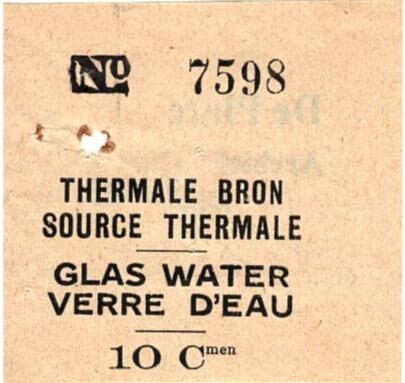 No 7598
THERMALE BRON
SOURCE THERMALE
GLAS WATER
VERRE D'EAU
10 Cmen